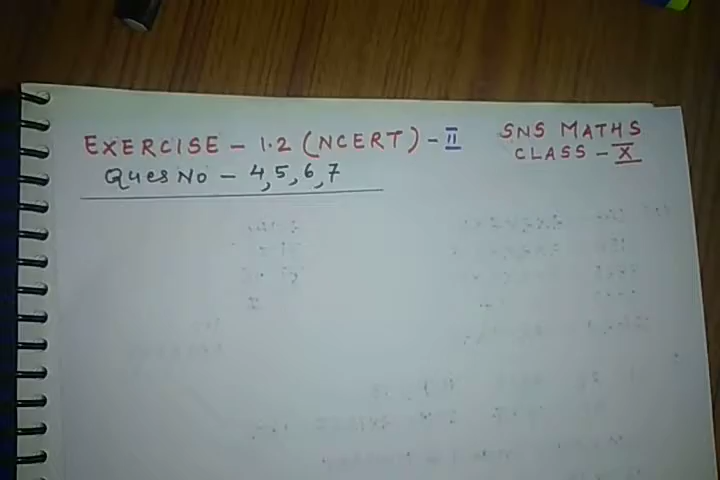 EXERCISE - 1.2 (NCERT) - II
Ques No - 4, 5, 6, 7
SNS MATHS
CLASS - X